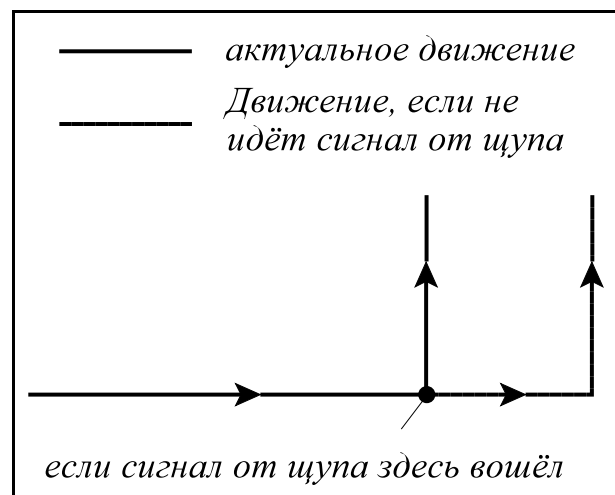 актуальное движение
Движение, если не
идёт сигнал от щупа
если сигнал от щупа здесь вошёл